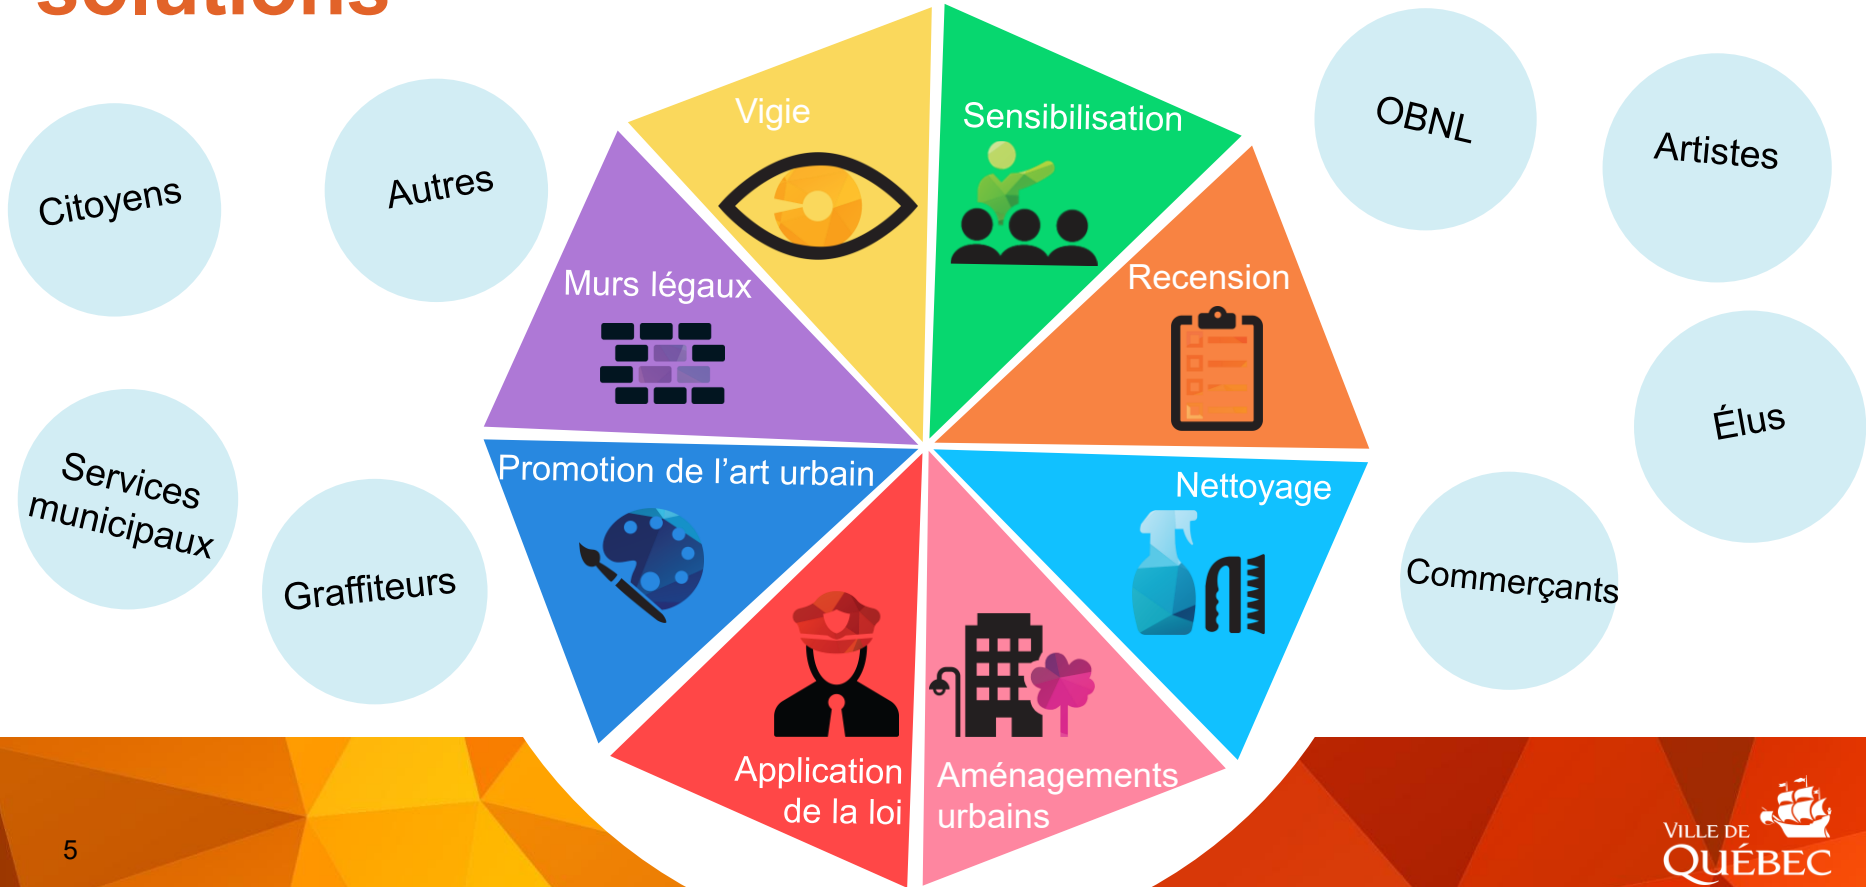 solutions
Citoyens
Autres
Services
municipaux
Graffiteurs
Vigie
Sensibilisation
Murs légaux
Recension
Promotion de l’art urbain
Nettoyage
Application
de la loi
Aménagements
urbains
OBNL
Artistes
Élus
Commerçants
5
VILLE DE
QUÉBEC